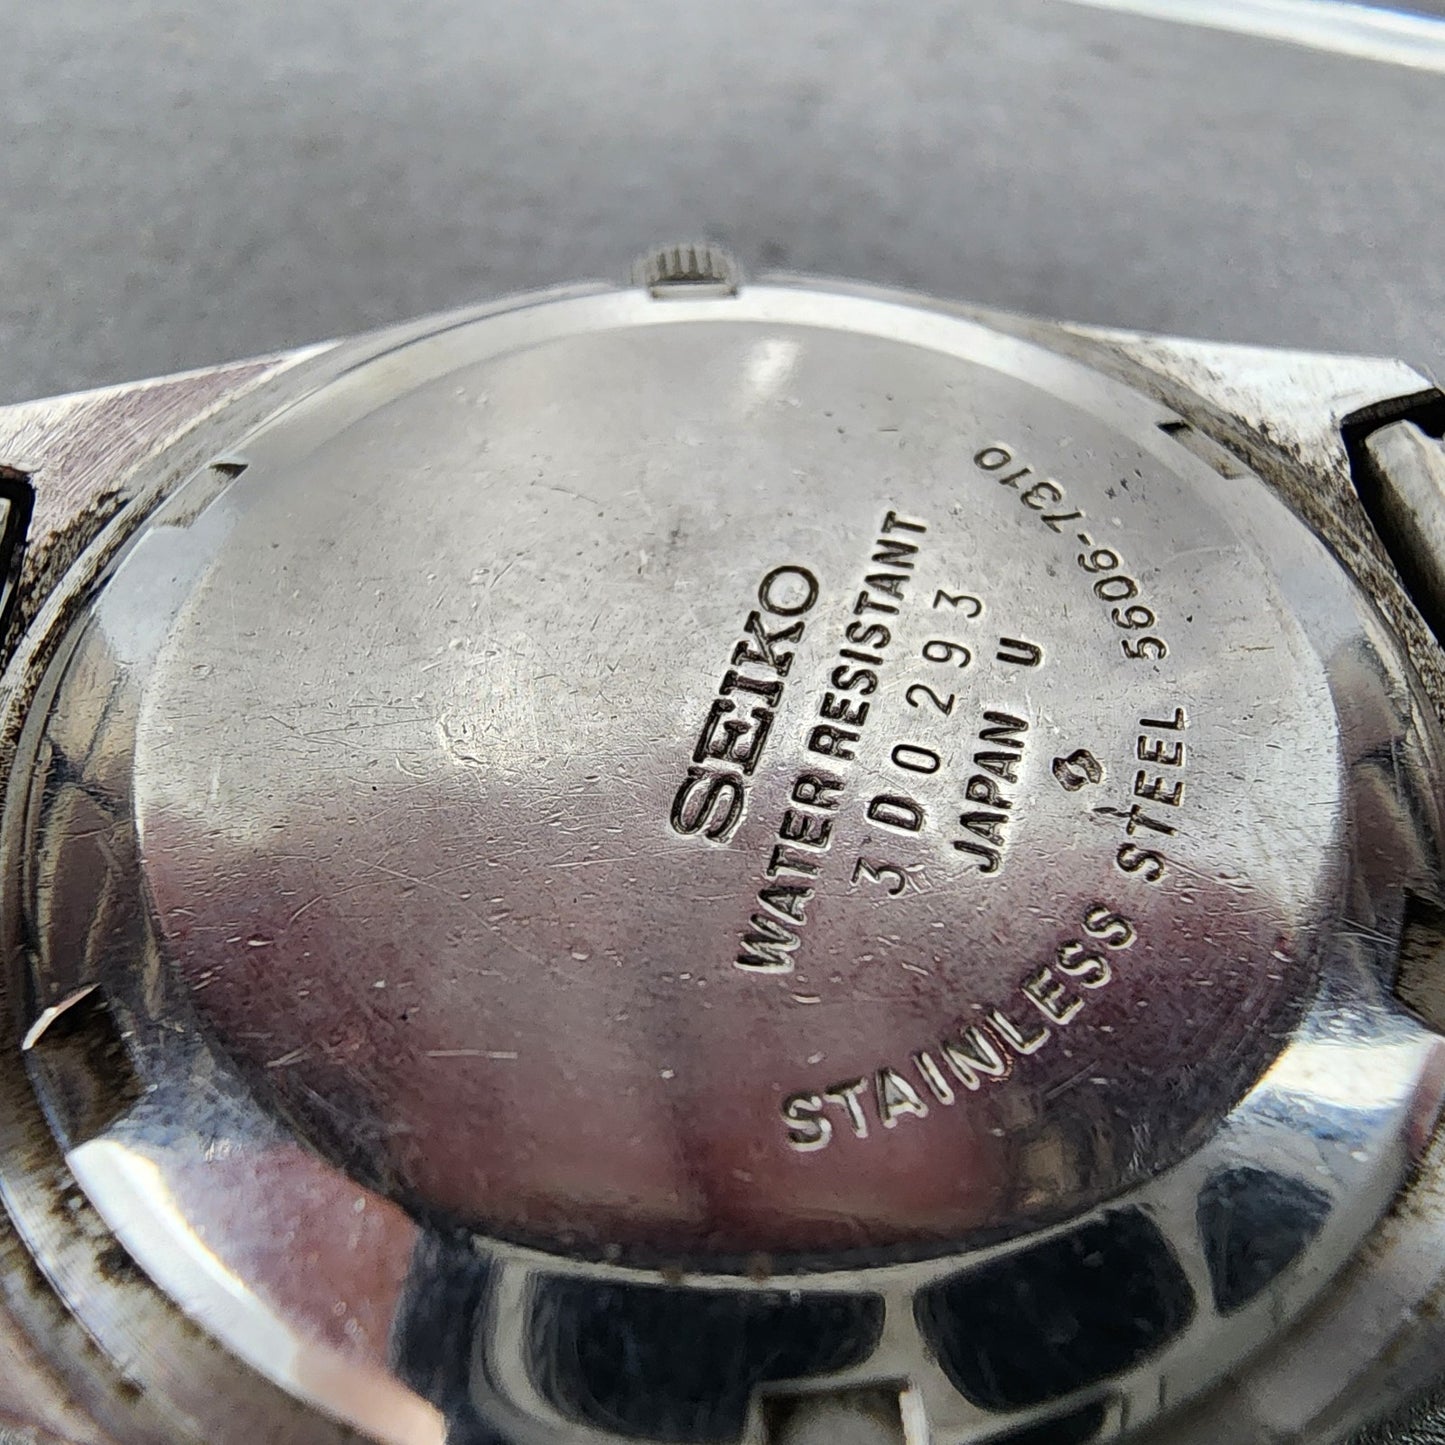 SEIKO
WATER RESISTANT
3D0293
JAPAN U
STAINLESS STEEL 5606-7310